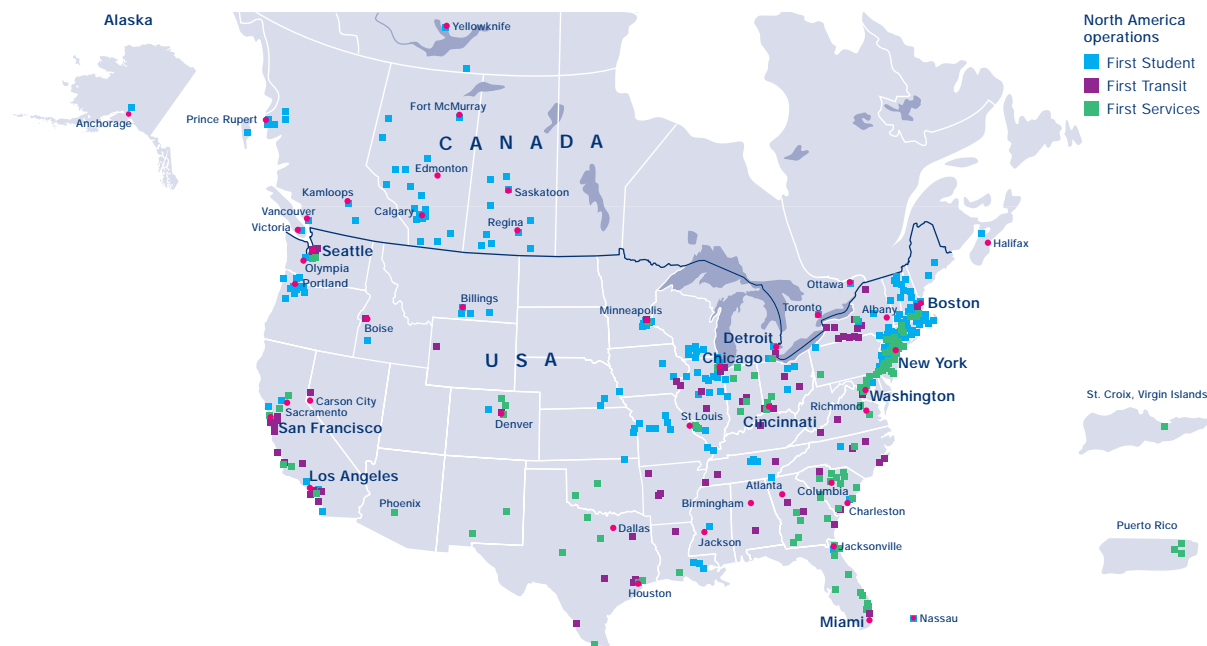 Alaska
North America
operations
First Student
First Transit
First Services
Yellowknife
Anchorage
Prince Rupert
Fort McMurray
CANADA
Edmonton
Kamloops
Saskatoon
Vancouver
Calgary
Victoria
Regina
Halifax
Seattle
Olympia
Portland
Ottawa
Billings
Boston
Minneapolis
Toronto
Albany
Boise
Detroit
USA
Chicago
New York
Washington
St. Croix, Virgin Islands
Carson City
Sacramento
Richmond
San Francisco
Denver
St Louis
Cincinnati
Los Angeles
Atlanta
Columbia
Phoenix
Birmingham
Charleston
Dallas
Puerto Rico
Jackson
Jacksonville
Houston
Miami
Nassau